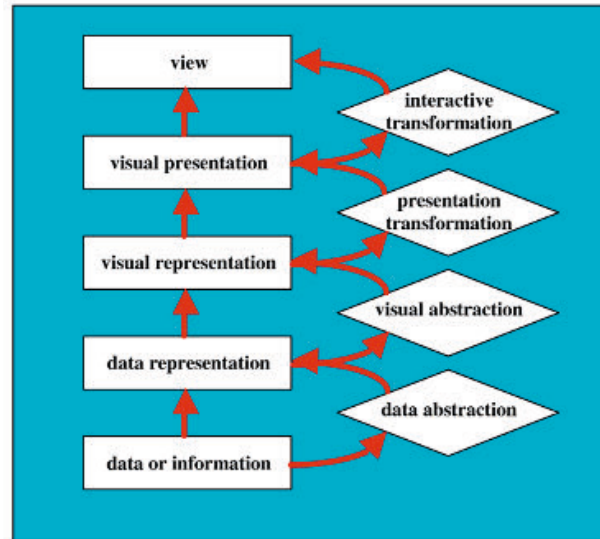 view
interactive
transformation
visual presentation
presentation
transformation
visual representation
visual abstraction
data representation
data abstraction
data or information